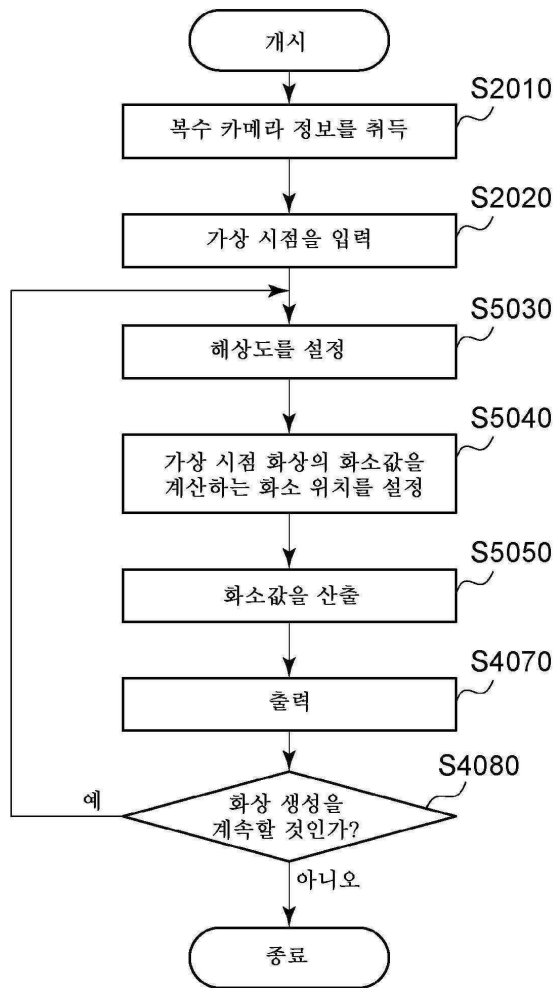 개시
S2010
복수 카메라 정보를 취득
S2020
가상 시점을 입력
S5030
해상도를 설정
S5040
가상 시점 화상의 화소값을
계산하는 화소 위치를 설정
S5050
화소값을 산출
S4070
출력
S4080
예
화상 생성을
계속할 것인가?
아니오
종료